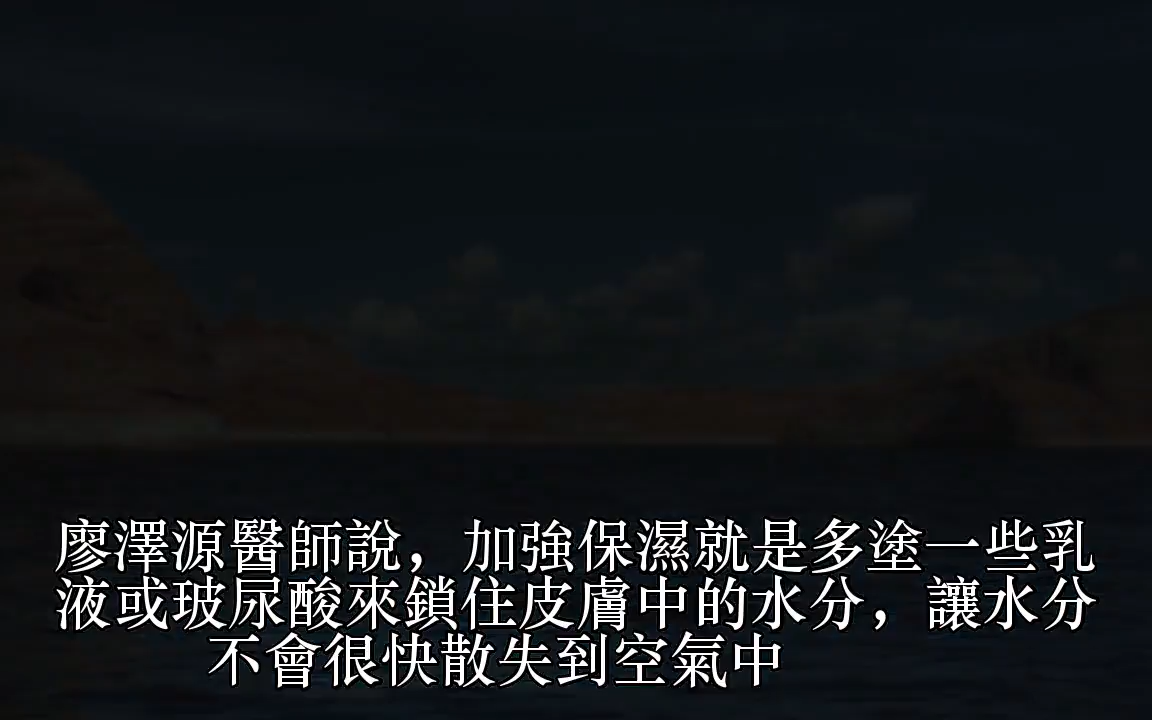 廖澤源醫師說，加強保濕就是多塗一些乳
液或玻尿酸來鎖住皮膚中的水分，讓水分
不會很快散失到空氣中